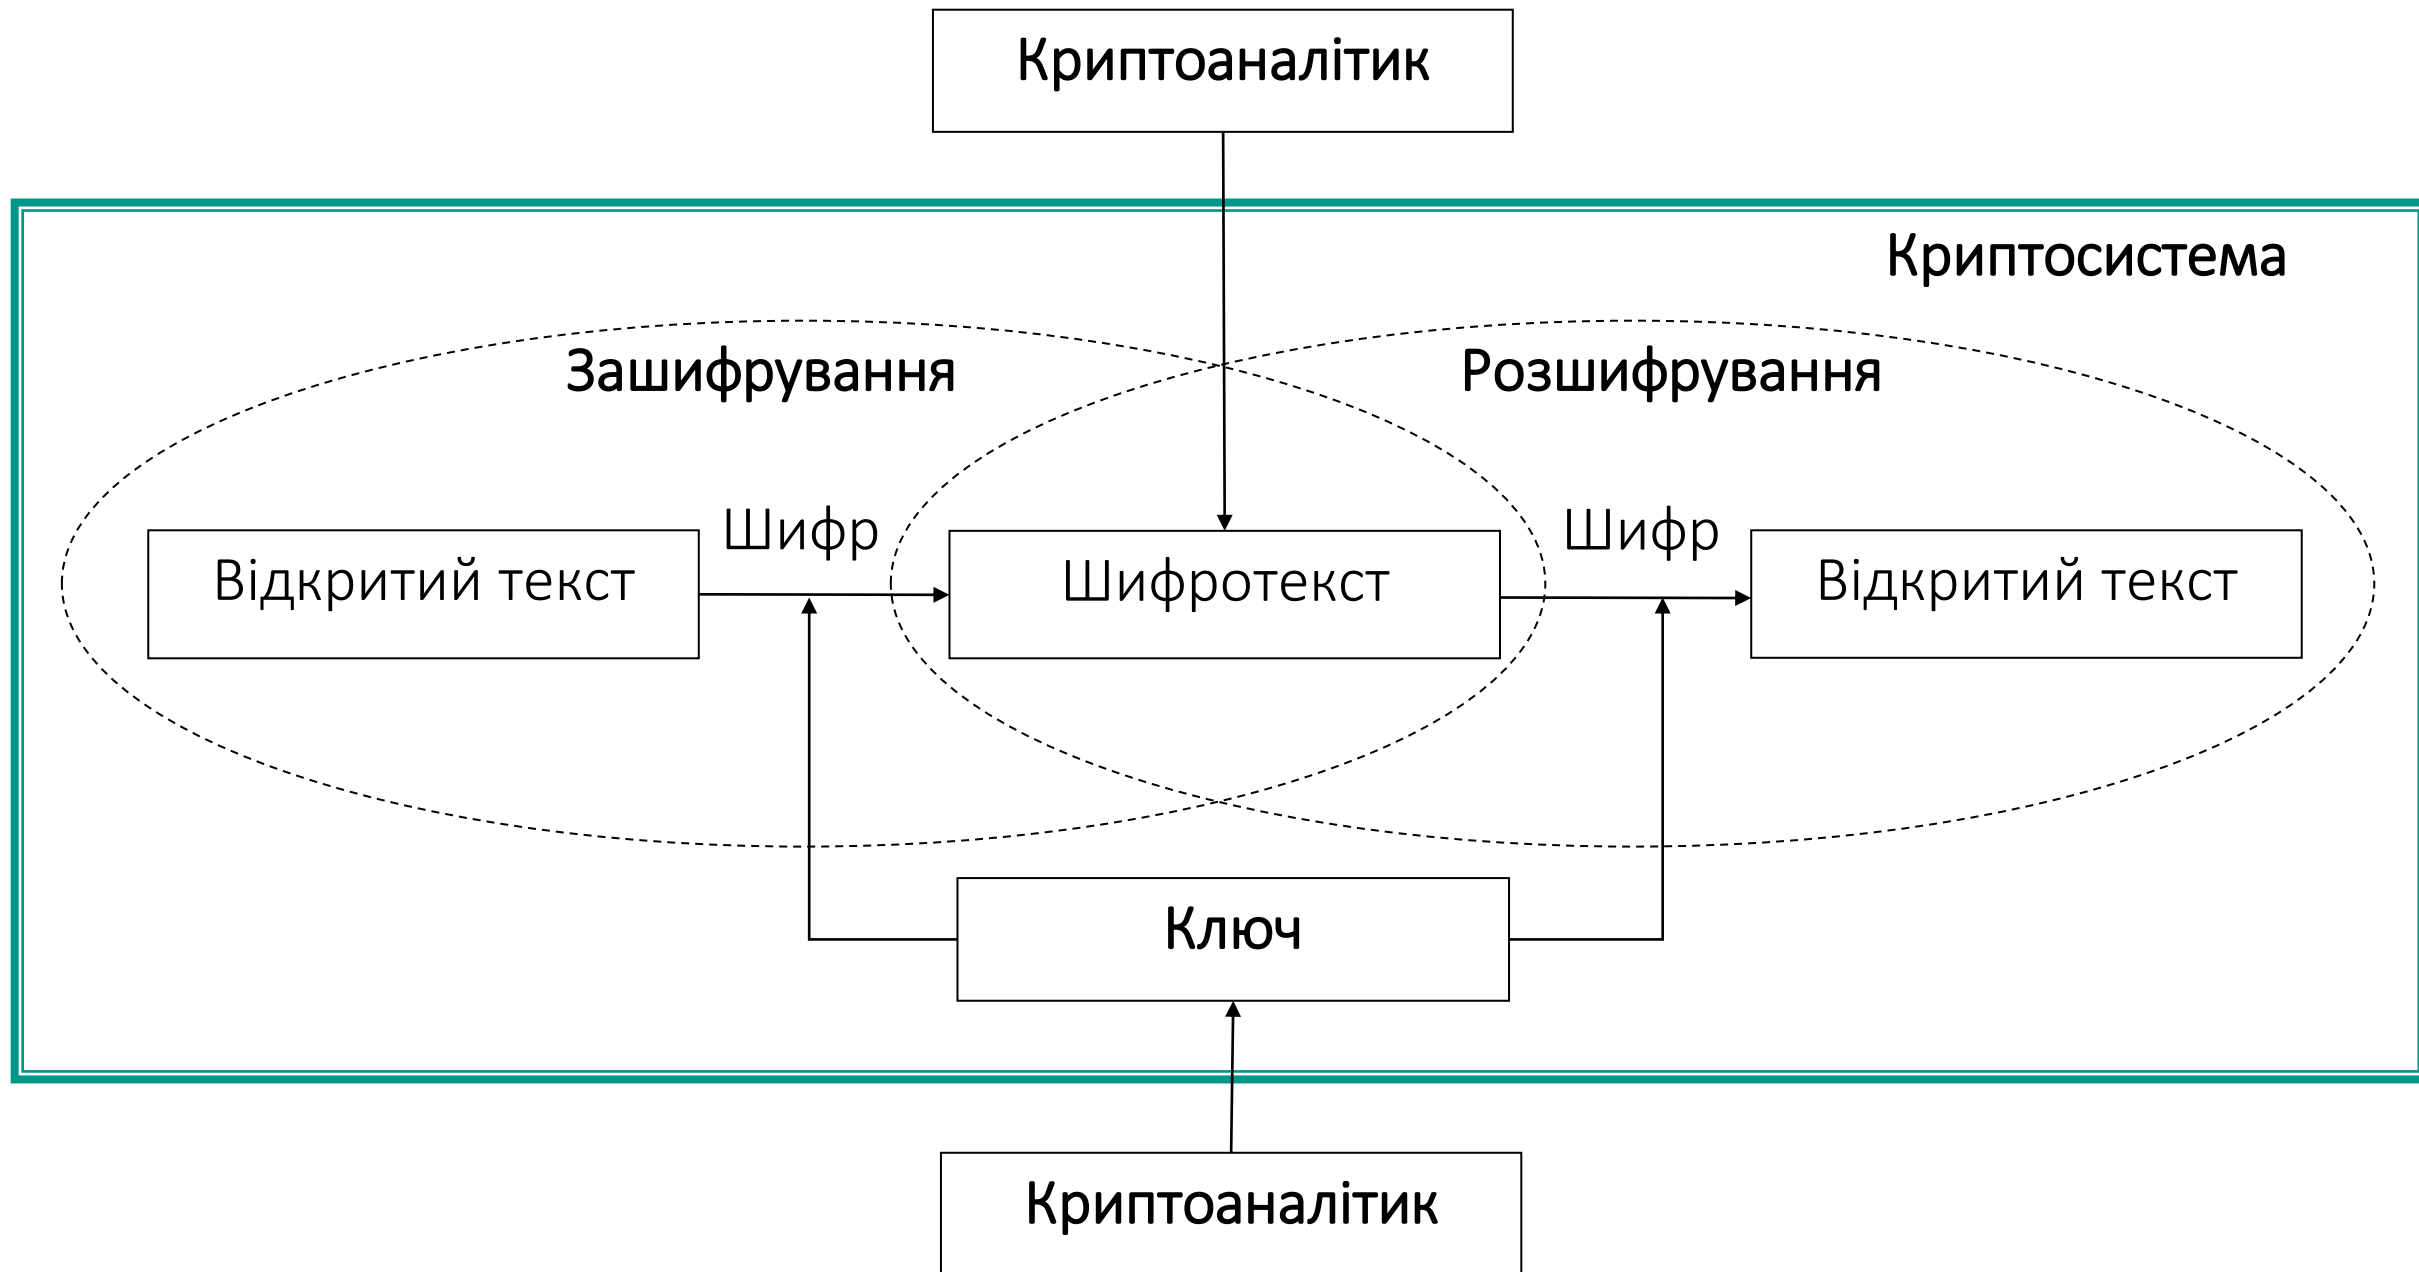 Криптоаналітик
Криптосистема
Зашифрування
Розшифрування
Шифр
Шифр
Відкритий текст
Шифротекст
Відкритий текст
Ключ
Криптоаналітик